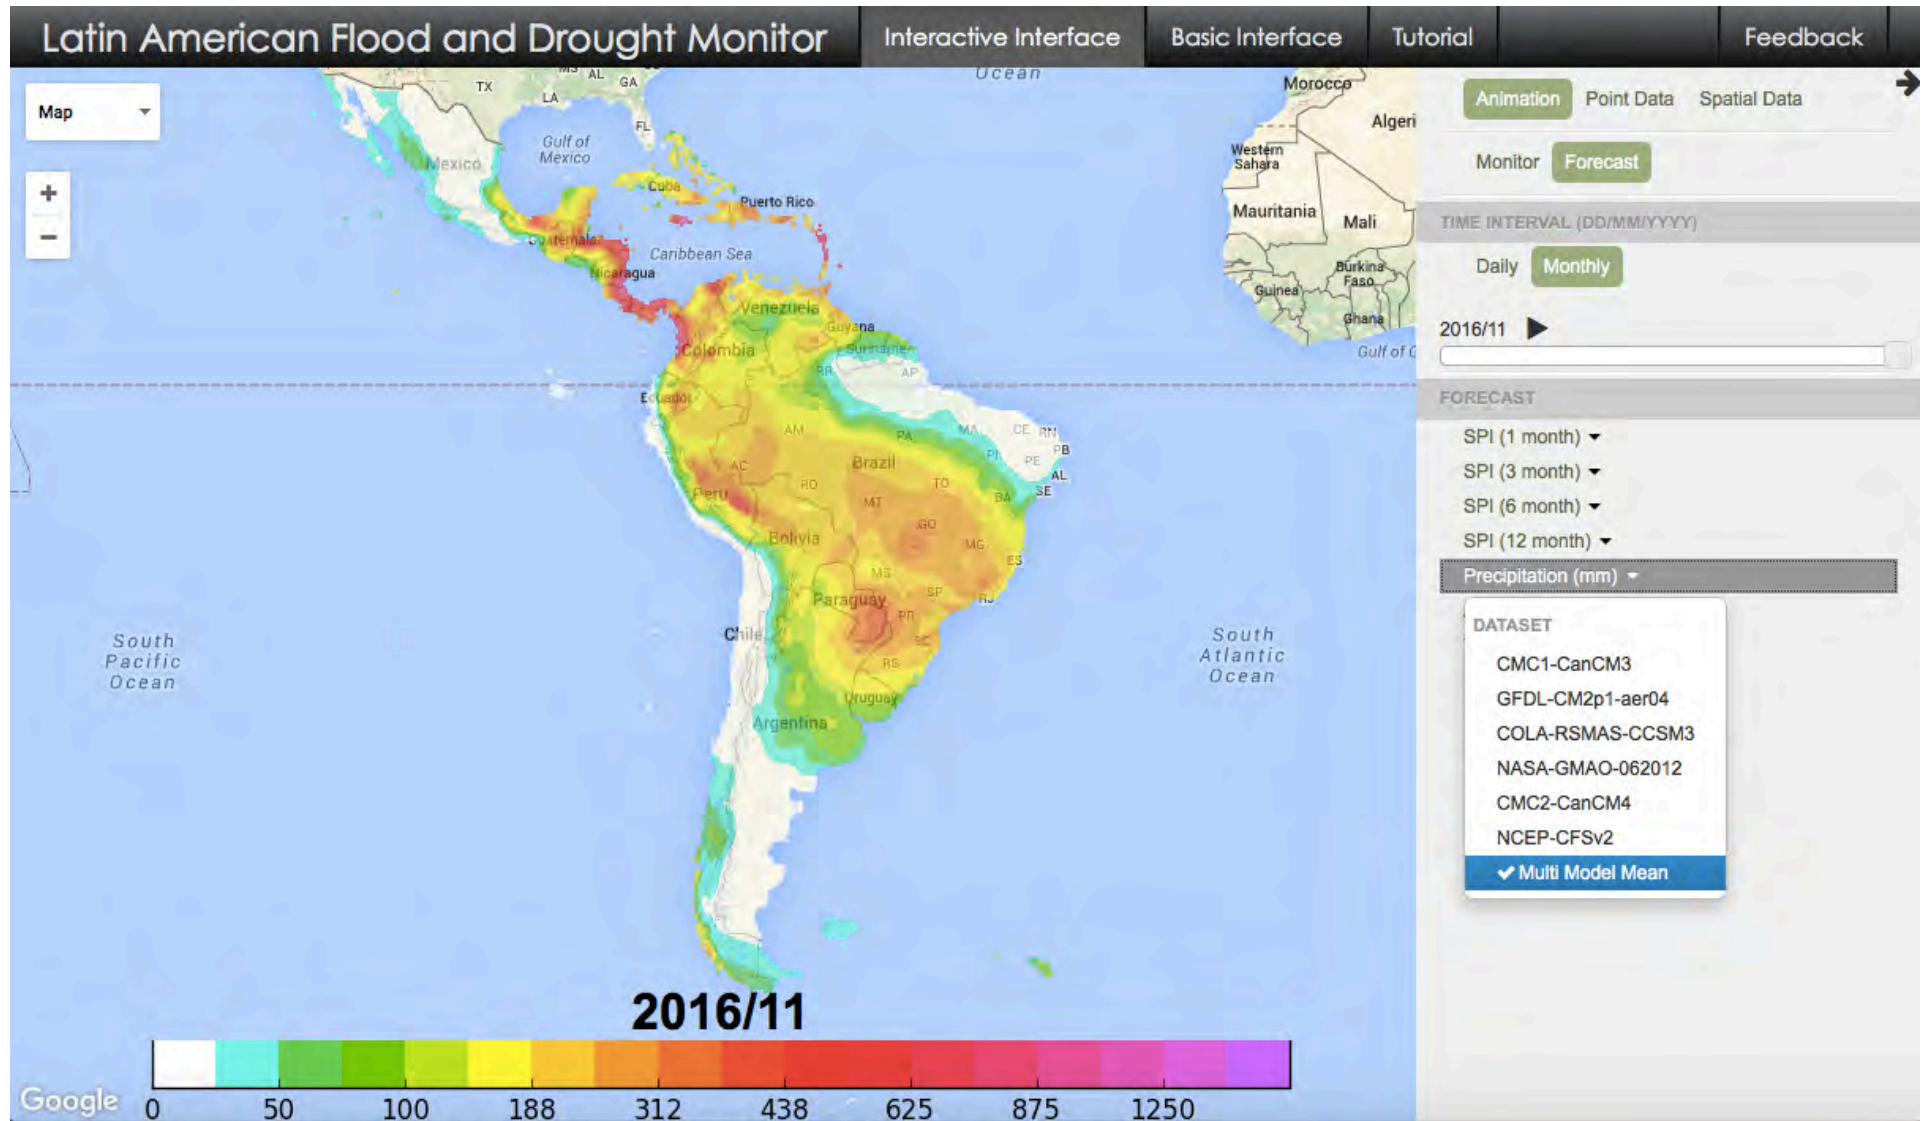 Latin American Flood and Drought Monitor
Interactive Interface
Basic Interface
Tutorial
Feedback
Map
+
−
TX
MS
AL
GA
LA
FL
Gulf of
Mexico
Mexico
Cuba
Puerto Rico
Guatemala
Caribbean Sea
Nicaragua
Ocean
Morocco
Algeri
Western
Sahara
Mauritania
Mali
Burkina
Faso
Guinea
Ghana
Gulf of G
Venezuela
Guyana
Suriname
Colombia
RR
AP
Ecuador
AM
PA
MA
CE
RN
PB
PI
PE
AL
SE
Brazil
AC
RO
TO
BA
Peru
MT
GO
Bolivia
MG
ES
MS
SP
RJ
Paraguay
PR
SC
RS
Chile
Uruguay
Argentina
South
Pacific
Ocean
South
Atlantic
Ocean
2016/11
Google
0 50 100 188 312 438 625 875 1250
Animation Point Data Spatial Data
Monitor Forecast
TIME INTERVAL (DD/MM/YYYY)
Daily Monthly
2016/11
FORECAST
SPI (1 month)
SPI (3 month)
SPI (6 month)
SPI (12 month)
Precipitation (mm)
DATASET
CMC1-CanCM3
GFDL-CM2p1-aer04
COLA-RSMAS-CCSM3
NASA-GMAO-062012
CMC2-CanCM4
NCEP-CFSv2
Multi Model Mean